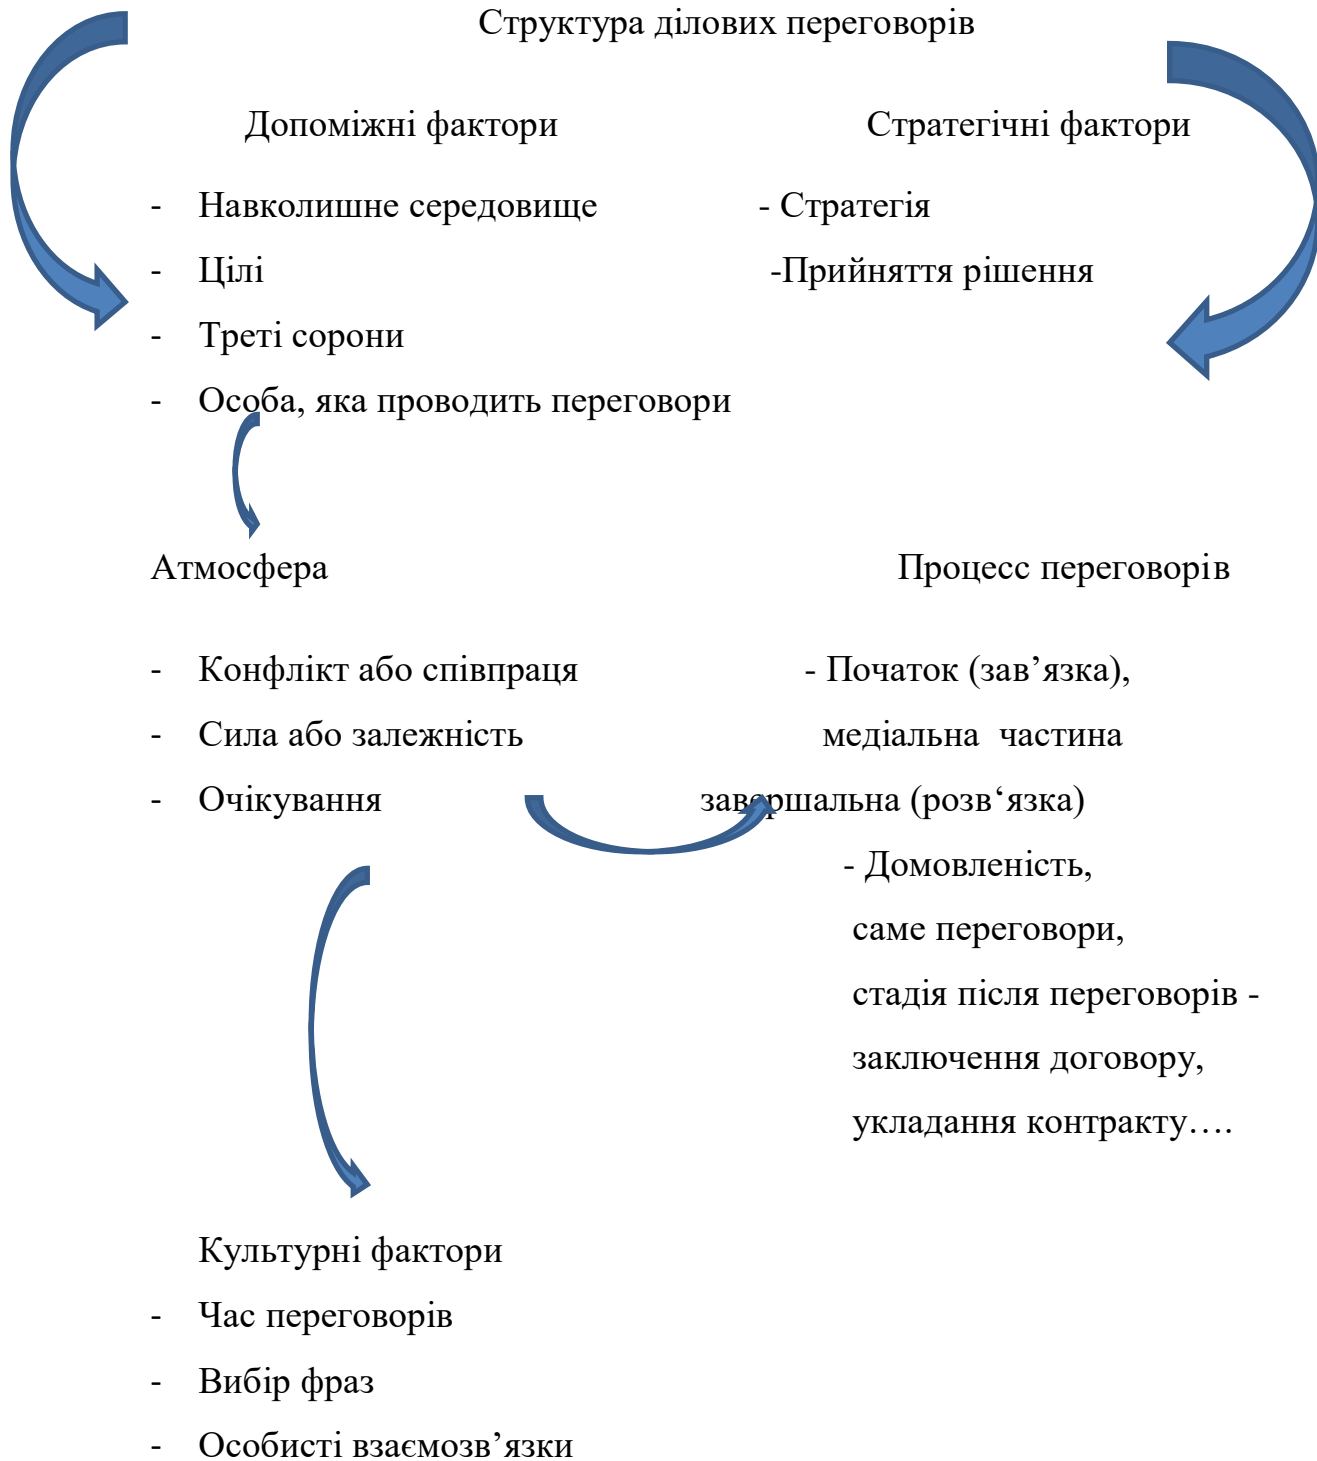 Структура ділових переговорів
Допоміжні фактори Стратегічні фактори
- Навколишне середовище - Стратегія
- Цілі -Прийняття рішення
- Треті сорони
- Особа, яка проводить переговори
Атмосфера Процесс переговорів
- Конфлікт або співпраця - Початок (зав’язка),
- Сила або залежність медіальна частина
- Очікування завершальна (розв‘язка)
- Домовленість,
саме переговори,
стадія після переговорів -
заключення договору,
укладання контракту….
Культурні фактори
- Час переговорів
- Вибір фраз
- Особисті взаємозв’язки